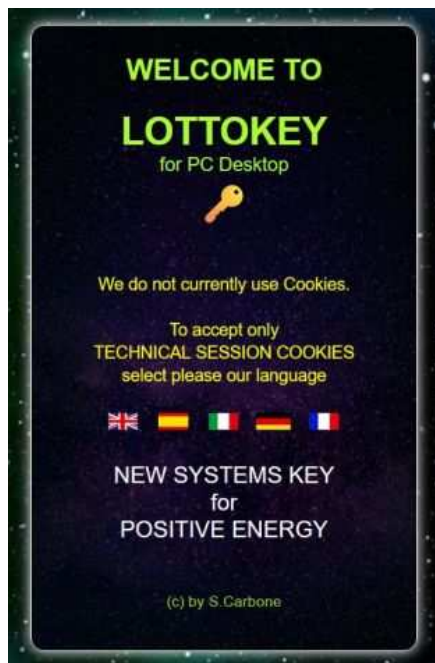 WELCOME TO
LOTTOKEY
for PC Desktop
We do not currently use Cookies.
To accept only
TECHNICAL SESSION COOKIES
select please our language
NEW SYSTEMS KEY
for
POSITIVE ENERGY
(c) by S.Carbone